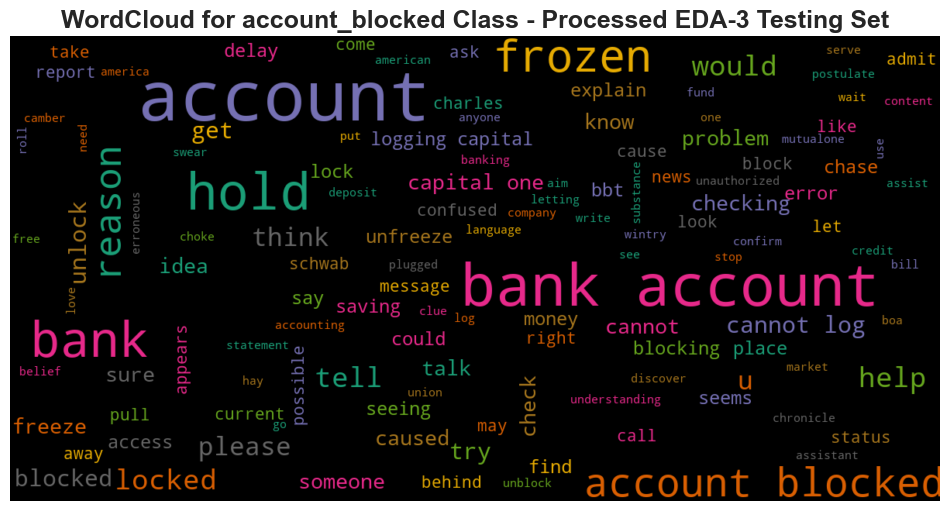 WordCloud for account_blocked Class - Processed EDA-3 Testing Set
take delay come ask frozen would serve admit
report america american explain fund postulate
account charles wait content
camber roll need get put logging capital anyone know problem one mutualone like
swear lock banking cause block use
reason hold deposit capital one aim bbt substance news unauthorized chase error assist
unlock erroneous confused company letting write checking look let
free choke think unfreeze language wintry confirm credit
idea schwab plugged see stop bill
love say message bank account
saving clue log money cannot cannot log boa
bank accounting could right blocking place
statement
belief sure appears hay possible tell talk discover market help
union check understanding u seems
pull current go seeing chronicle
freeze access please caused may call status
away try assistant
blocked locked someone behind unblock find account blocked